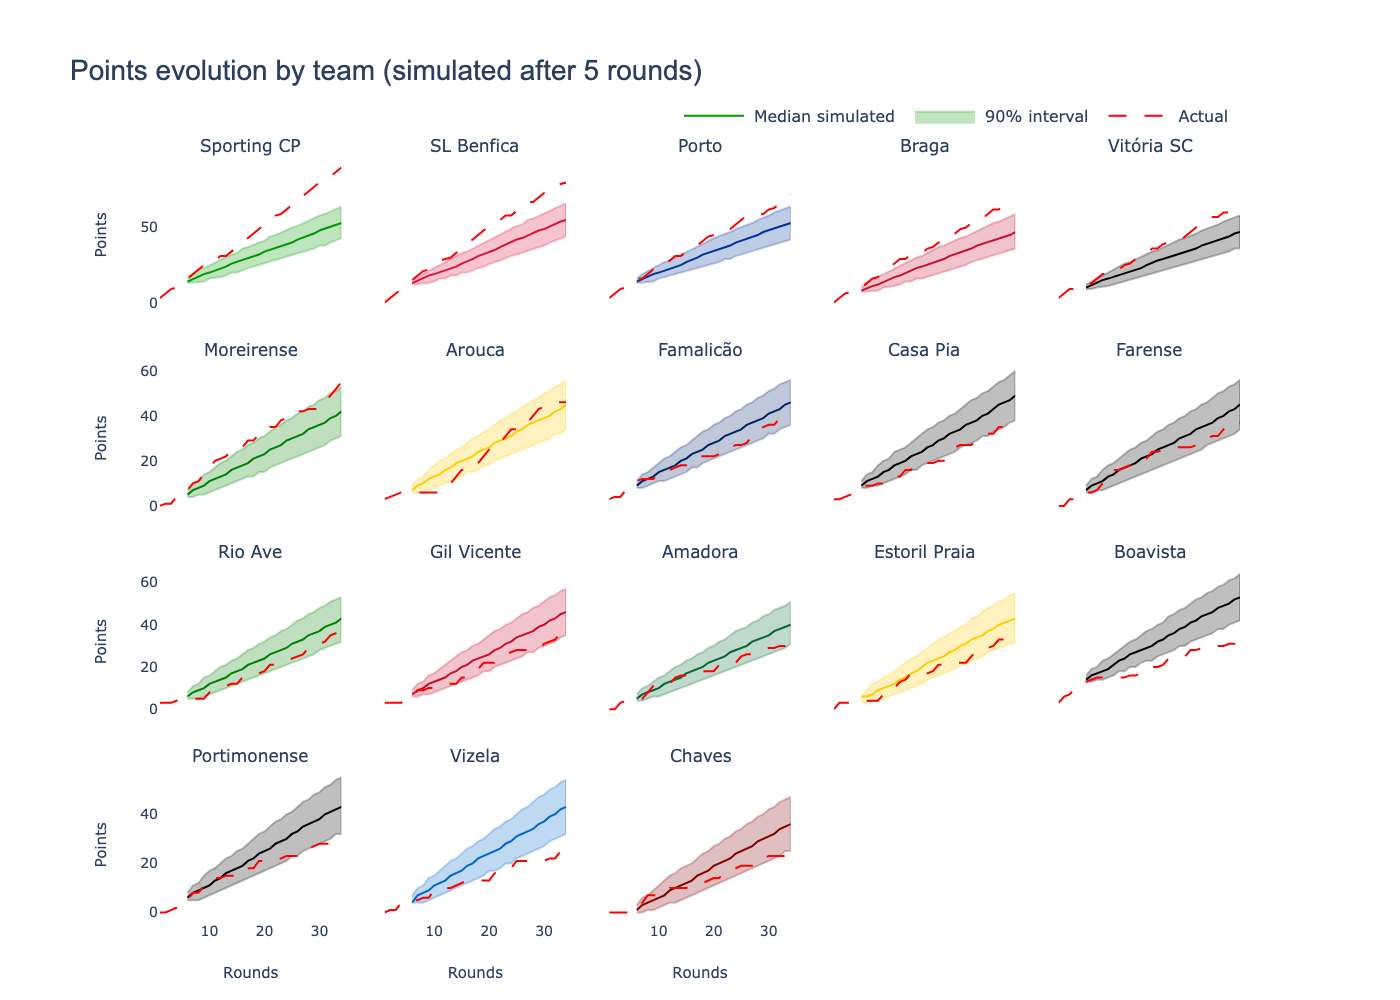 Points evolution by team (simulated after 5 rounds)
Median simulated 90% interval Actual
Sporting CP SL Benfica Porto Braga Vitória SC
Points
50
0
Moreirense Arouca Famalicão Casa Pia Farense
Points
60
40
20
0
Rio Ave Gil Vicente Amadora Estoril Praia Boavista
Points
60
40
20
0
Portimonense Vizela Chaves
Points
40
20
0
10 20 30 10 20 30 10 20 30
Rounds Rounds Rounds